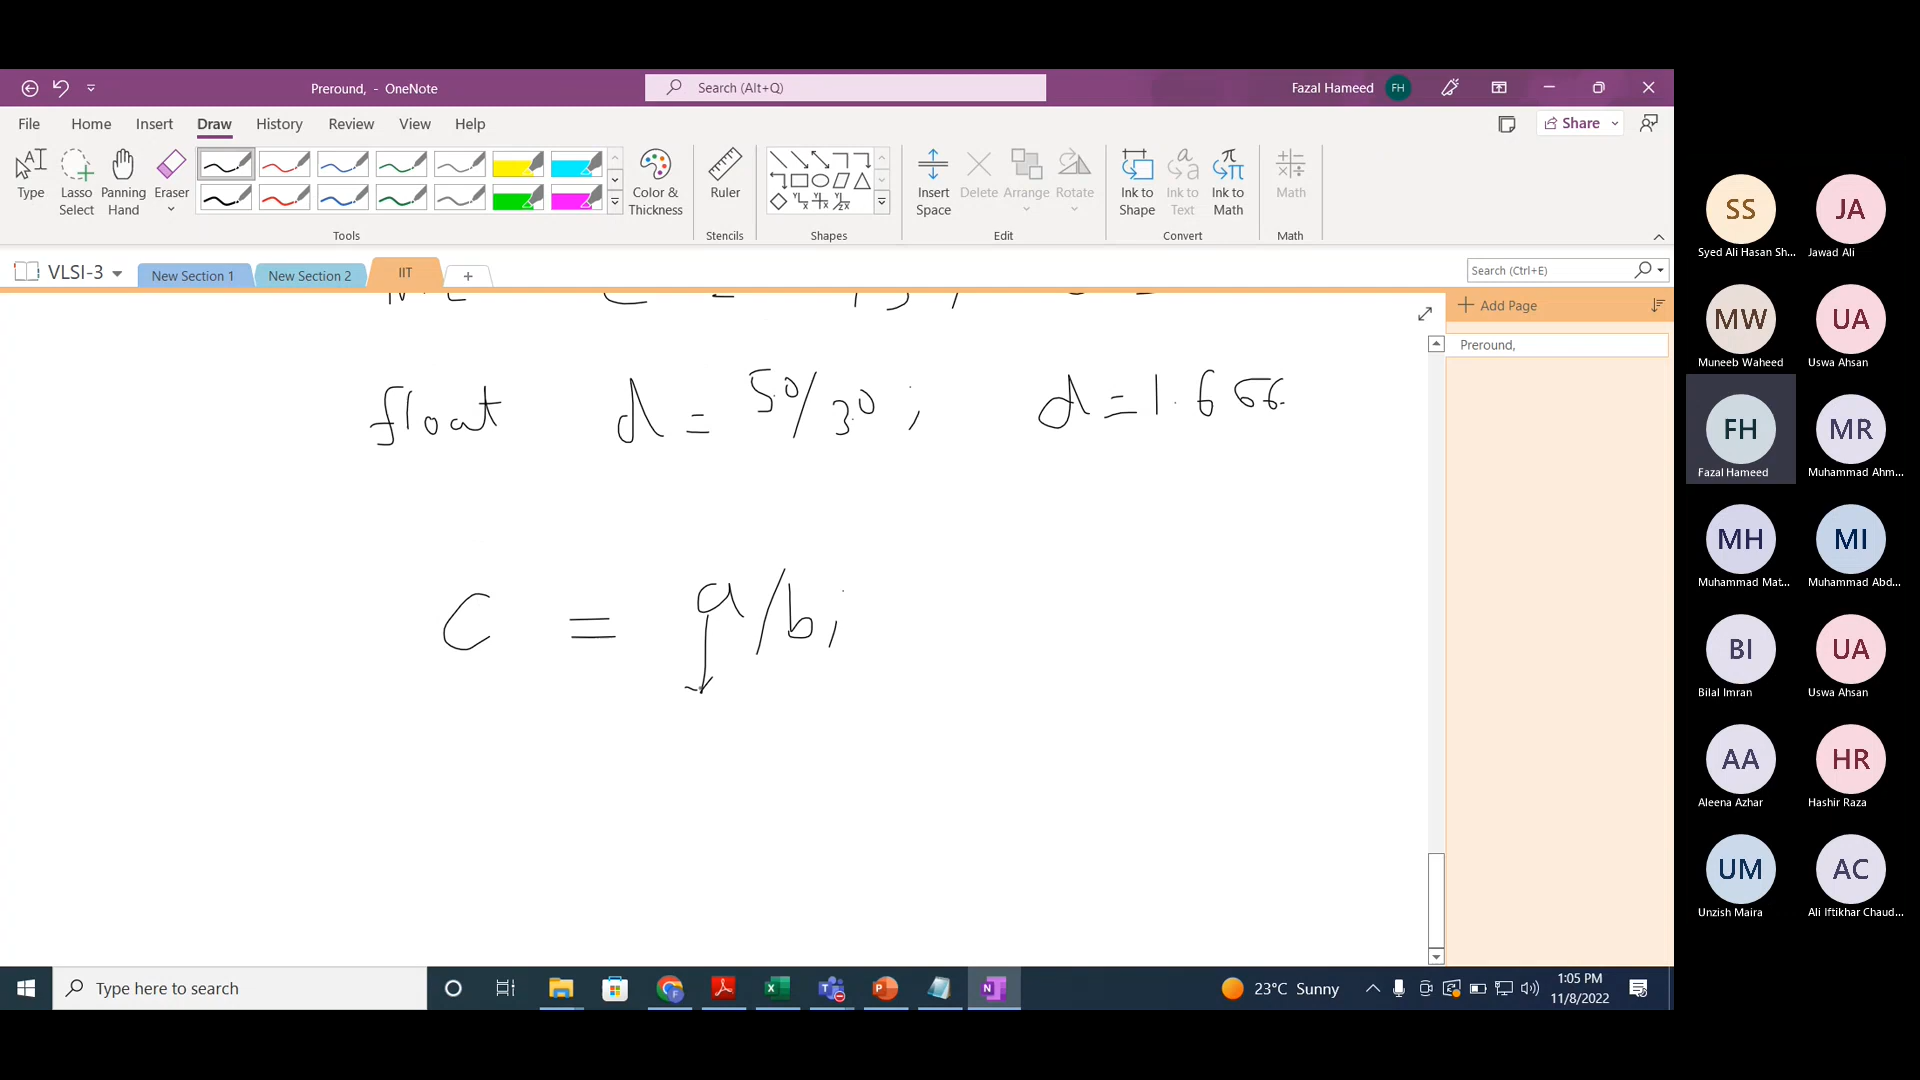 Preround, - OneNote
Search (Alt+Q)
Fazal Hameed FH
File Home Insert Draw History Review View Help
Share
Type
Lasso Select
Panning Hand
Eraser
Color & Thickness
Ruler
Insert Space
Delete
Arrange
Rotate
Ink to Shape
Ink to Text
Ink to Math
Math
Tools Stencils Shapes Edit Convert Math
VLSI-3 New Section 1 New Section 2 IIT
Search (Ctrl+E)
Add Page
Preround,
float d = 5.0/3.0 ; d=1.666
C = a/b;
SS JA
Syed Ali Hasan Sh... Jawad Ali
MW UA
Muneeb Waheed Uswa Ahsan
FH MR
Fazal Hameed Muhammad Ahm...
MH MI
Muhammad Mat... Muhammad Abd...
BI UA
Bilal Imran Uswa Ahsan
AA HR
Aleena Azhar Hashir Raza
UM AC
Unzish Maira Ali Iftikhar Chaud...
Type here to search
23°C Sunny
1:05 PM
11/8/2022